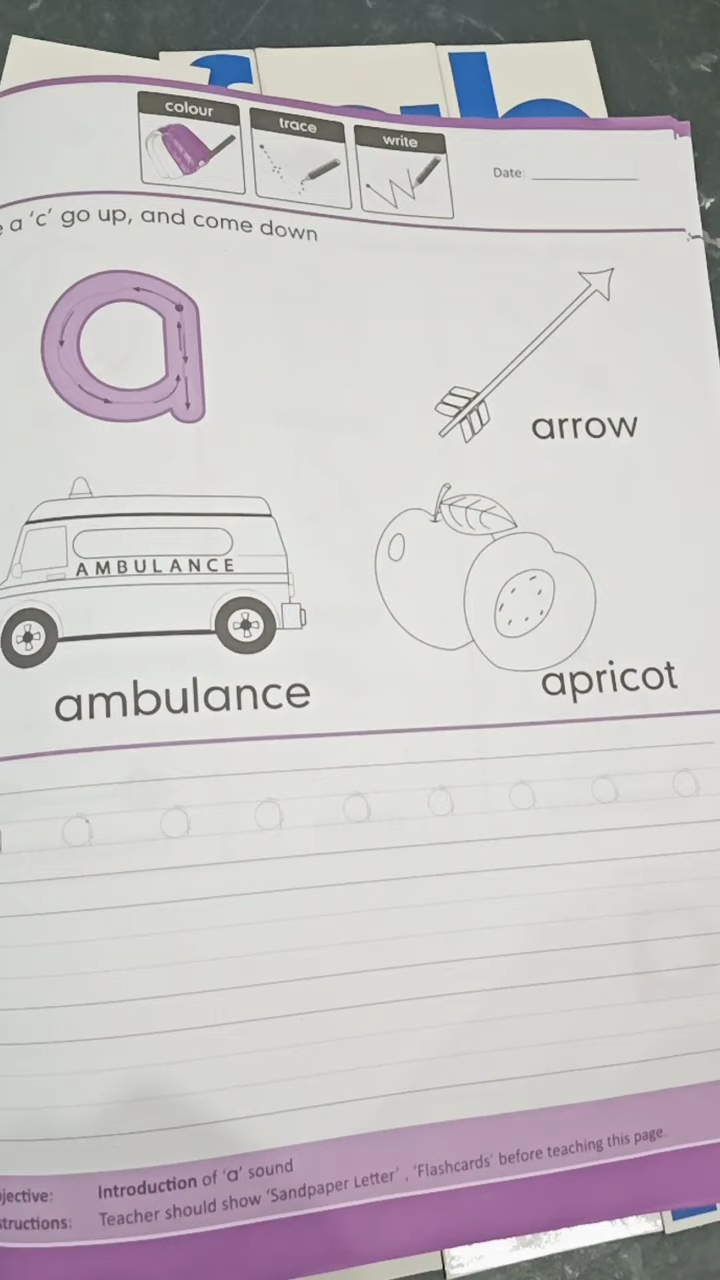 colour
trace
write
Date:
a 'c' go up, and come down
a
arrow
AMBULANCE
ambulance
apricot
a a a a a a a a
Introduction of 'a' sound
Teacher should show 'Sandpaper Letter' , 'Flashcards' before teaching this page.